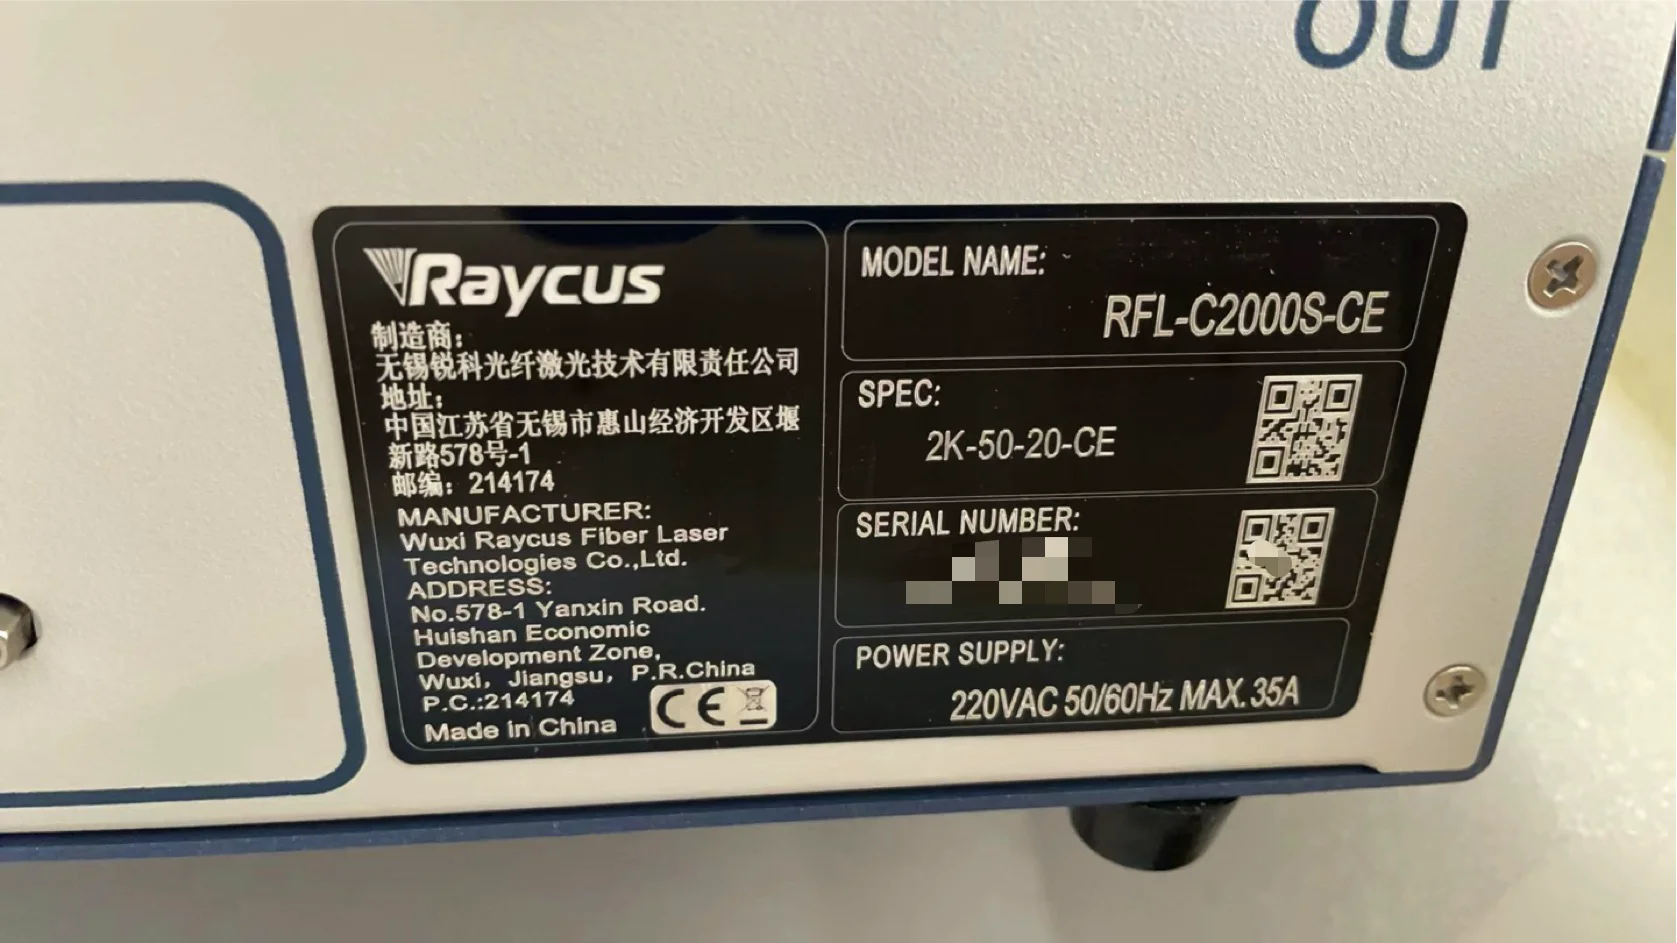 OUT
Raycus
制造商：
无锡锐科光纤激光技术有限责任公司
地址：
中国江苏省无锡市惠山经济开发区堰
新路578号-1
邮编：214174
MANUFACTURER:
Wuxi Raycus Fiber Laser
Technologies Co.,Ltd.
ADDRESS:
No.578-1 Yanxin Road.
Huishan Economic
Development Zone,
Wuxi, Jiangsu, P.R.China
P.C.:214174
Made in China
CE
MODEL NAME:
RFL-C2000S-CE
SPEC:
2K-50-20-CE
SERIAL NUMBER:
POWER SUPPLY:
220VAC 50/60Hz MAX. 35A